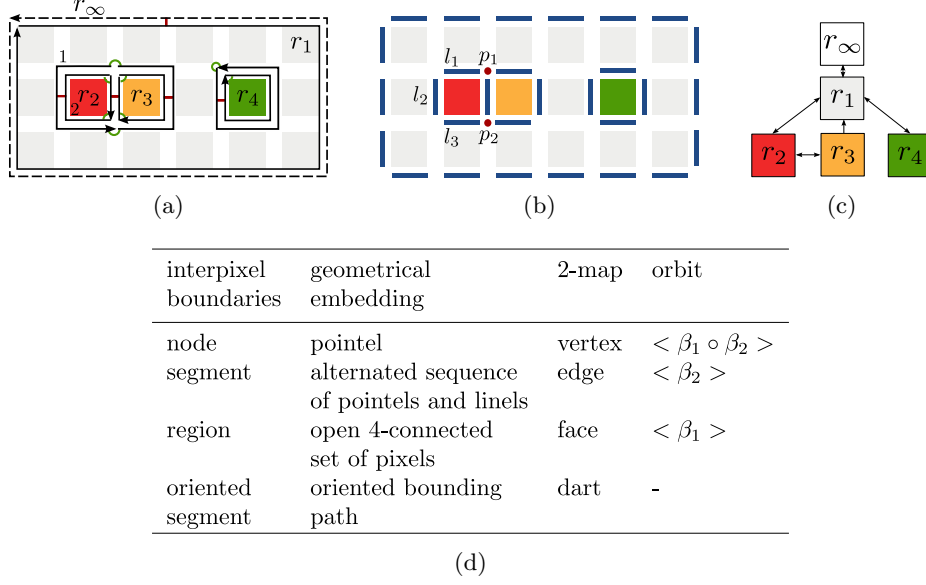 r∞
r1
1
r2
r3
r4
2
(a)
l1
p1
l2
l3
p2
(b)
r∞
r1
r2
r3
r4
(c)
interpixel boundaries
geometrical embedding
2-map
orbit
node
pointel
vertex
< β1 ∘ β2 >
segment
alternated sequence of pointels and linels
edge
< β2 >
region
open 4-connected set of pixels
face
< β1 >
oriented segment
oriented bounding path
dart
-
(d)